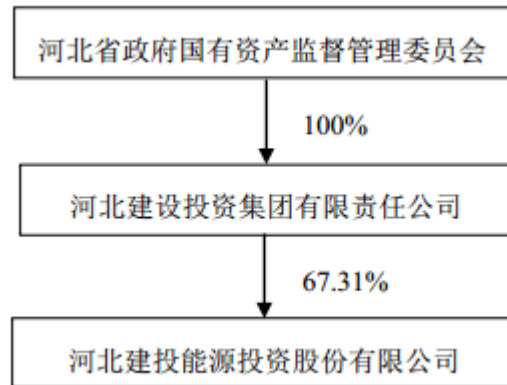 河北省政府国有资产监督管理委员会
100%
河北建设投资集团有限责任公司
67.31%
河北建投能源投资股份有限公司